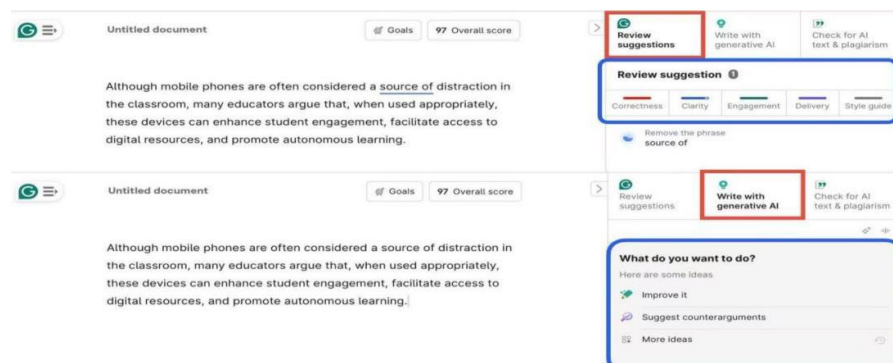 Untitled document
Goals
97 Overall score
Review suggestions
Write with generative AI
Check for AI text & plagiarism
Although mobile phones are often considered a source of distraction in
the classroom, many educators argue that, when used appropriately,
these devices can enhance student engagement, facilitate access to
digital resources, and promote autonomous learning.
Review suggestion 1
Correctness
Clarity
Engagement
Delivery
Style guide
Remove the phrase
source of
Untitled document
Goals
97 Overall score
Review suggestions
Write with generative AI
Check for AI text & plagiarism
Although mobile phones are often considered a source of distraction in
the classroom, many educators argue that, when used appropriately,
these devices can enhance student engagement, facilitate access to
digital resources, and promote autonomous learning.
What do you want to do?
Here are some ideas
Improve it
Suggest counterarguments
More ideas